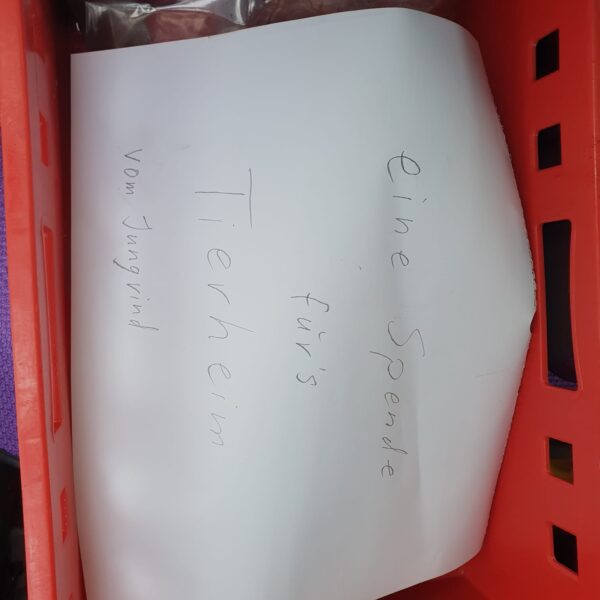 eine Spende
für's
Tierheim
vom Jungrind